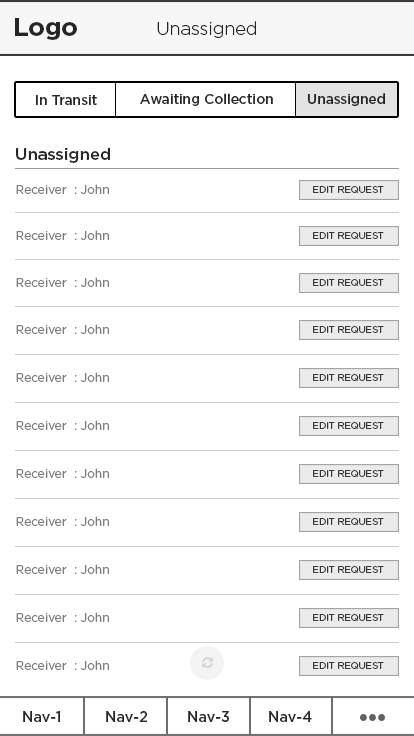 Logo Unassigned
In Transit Awaiting Collection Unassigned
Unassigned
Receiver : John EDIT REQUEST
Receiver : John EDIT REQUEST
Receiver : John EDIT REQUEST
Receiver : John EDIT REQUEST
Receiver : John EDIT REQUEST
Receiver : John EDIT REQUEST
Receiver : John EDIT REQUEST
Receiver : John EDIT REQUEST
Receiver : John EDIT REQUEST
Receiver : John EDIT REQUEST
Receiver : John EDIT REQUEST
Nav-1 Nav-2 Nav-3 Nav-4